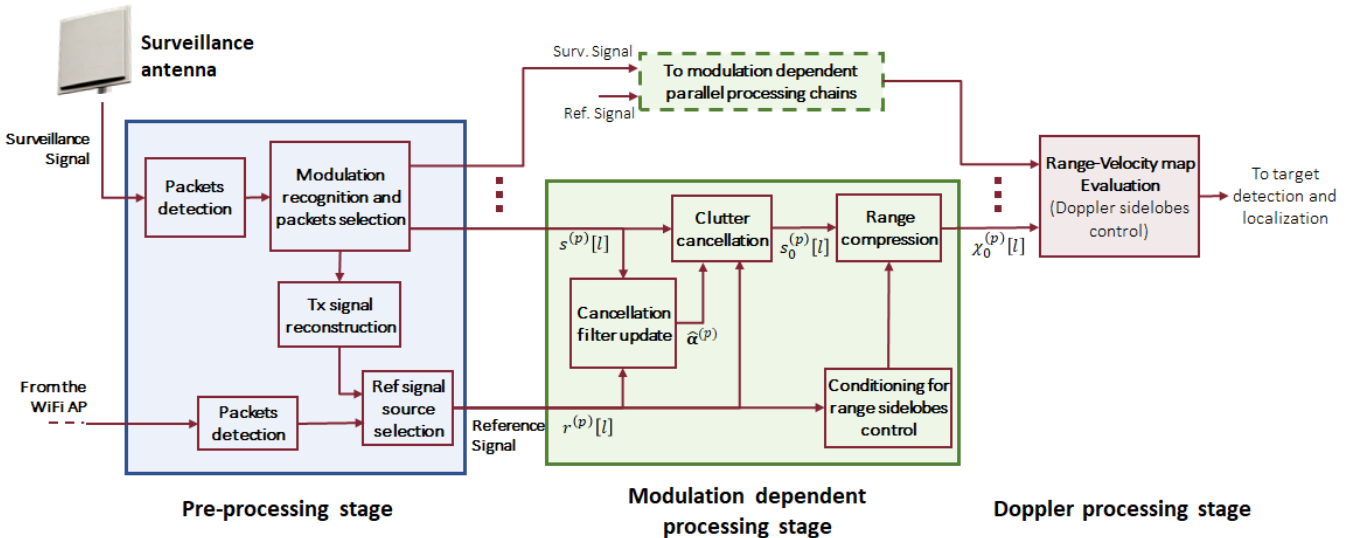 Surveillance
antenna
Surveillance
Signal
Packets
detection
Modulation
recognition and
packets selection
Tx signal
reconstruction
From the
WiFi AP
Packets
detection
Ref signal
source
selection
Reference
Signal
Pre-processing stage
Surv. Signal
Ref. Signal
To modulation dependent
parallel processing chains
s^{(p)}[l]
Clutter
cancellation
s_0^{(p)}[l]
Range
compression
Cancellation
filter update
α̂^{(p)}
r^{(p)}[l]
Conditioning for
range sidelobes
control
Modulation dependent
processing stage
χ_0^{(p)}[l]
Range-Velocity map
Evaluation
(Doppler sidelobes
control)
To target
detection and
localization
Doppler processing stage